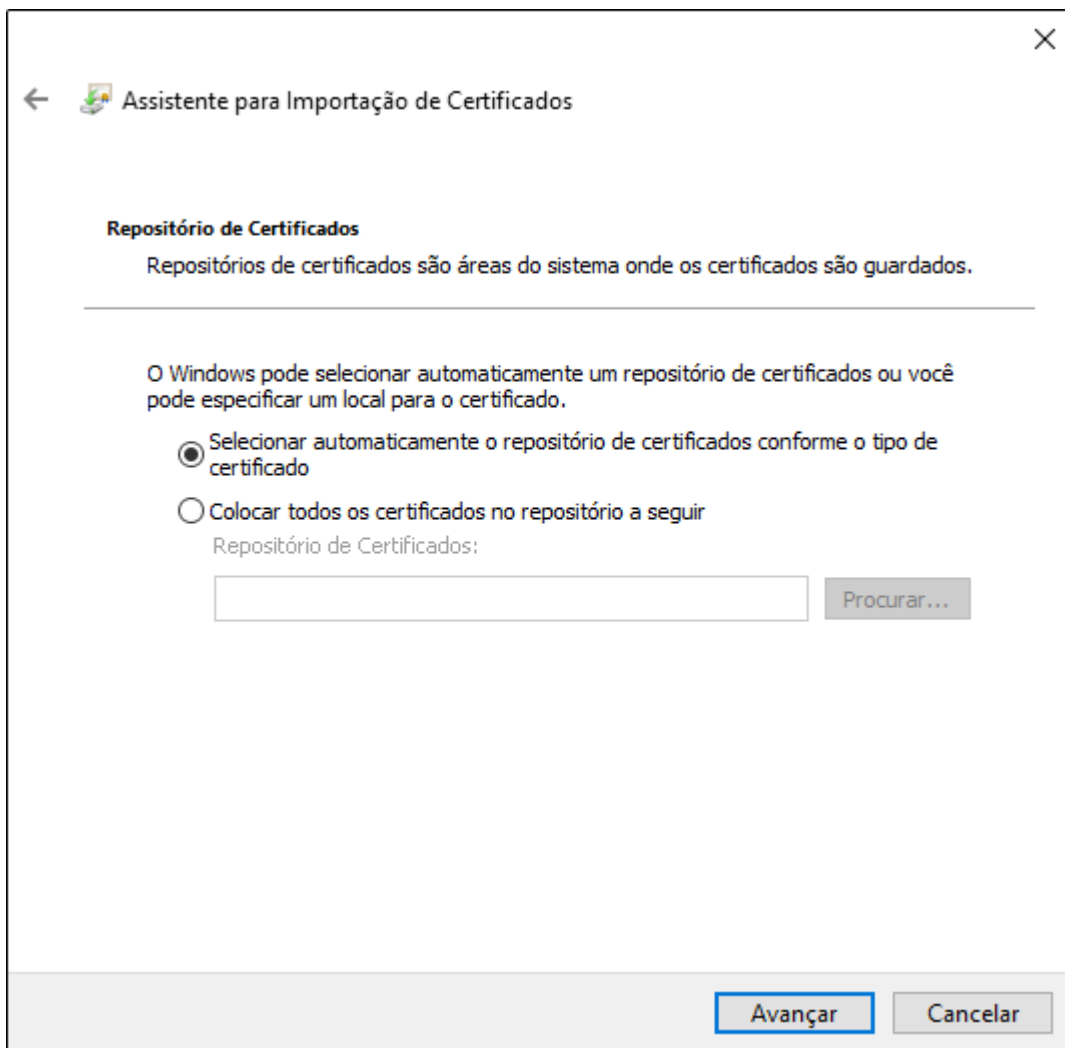 Assistente para Importação de Certificados
Repositório de Certificados
Repositórios de certificados são áreas do sistema onde os certificados são guardados.
O Windows pode selecionar automaticamente um repositório de certificados ou você
pode especificar um local para o certificado.
Selecionar automaticamente o repositório de certificados conforme o tipo de
certificado
Colocar todos os certificados no repositório a seguir
Repositório de Certificados:
Procurar...
Avançar
Cancelar